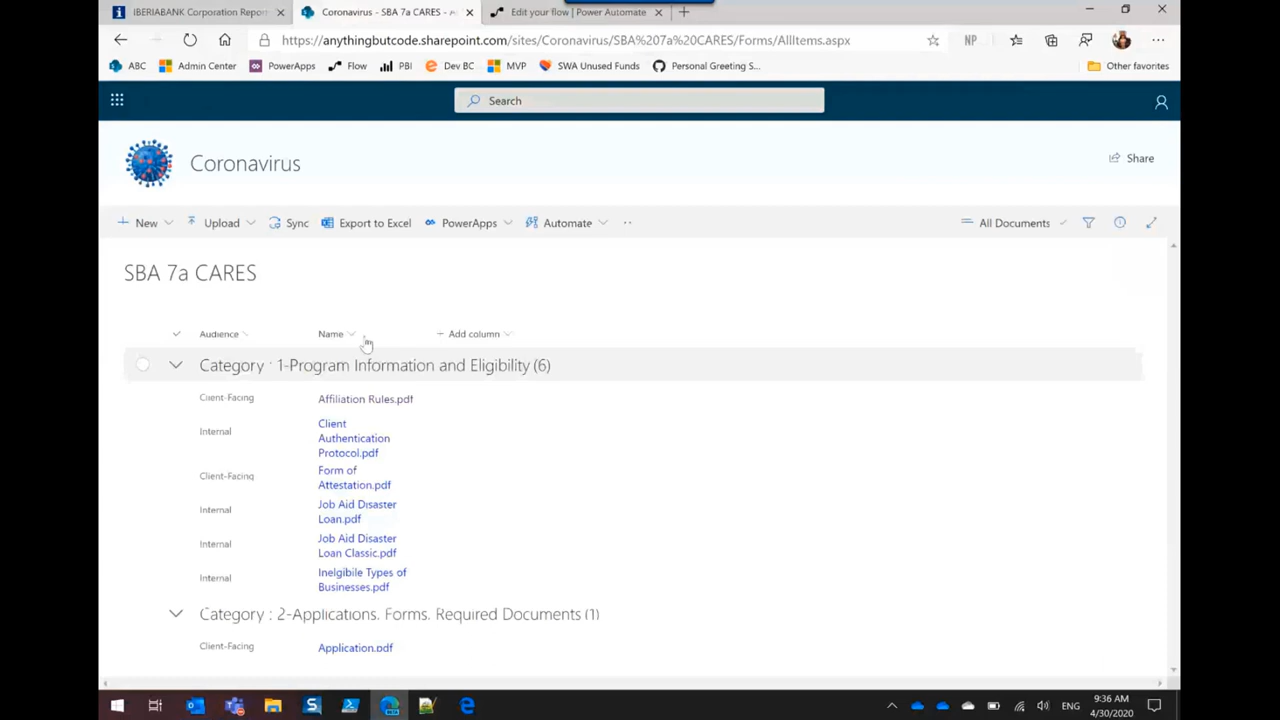 IBERIABANK Corporation Report
Coronavirus - SBA 7a CARES - A
Edit your flow | Power Automate
https://anythingbutcode.sharepoint.com/sites/Coronavirus/SBA%207a%20CARES/Forms/AllItems.aspx
NP
ABC
Admin Center
PowerApps
Flow
PBI
Dev BC
MVP
SWA Unused Funds
Personal Greeting S...
Other favorites
Search
Coronavirus
Share
New
Upload
Sync
Export to Excel
PowerApps
Automate
All Documents
SBA 7a CARES
Audience
Name
+ Add column
Category : 1-Program Information and Eligibility (6)
Client-Facing
Affiliation Rules.pdf
Internal
Client
Authentication
Protocol.pdf
Client-Facing
Form of
Attestation.pdf
Internal
Job Aid Disaster
Loan.pdf
Internal
Job Aid Disaster
Loan Classic.pdf
Internal
Inelgibile Types of
Businesses.pdf
Category : 2-Applications, Forms, Required Documents (1)
Client-Facing
Application.pdf
ENG
9:36 AM
4/30/2020